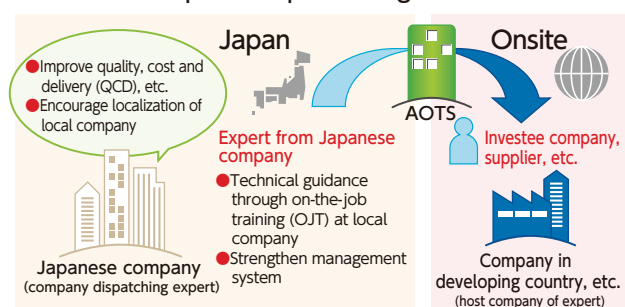 Japan
Onsite
●Improve quality, cost and
delivery (QCD), etc.
●Encourage localization of
local company
AOTS
Expert from Japanese
company
●Technical guidance
through on-the-job
training (OJT) at local
company
●Strengthen management
system
Investee company,
supplier, etc.
Japanese company
(company dispatching expert)
Company in
developing country, etc.
(host company of expert)